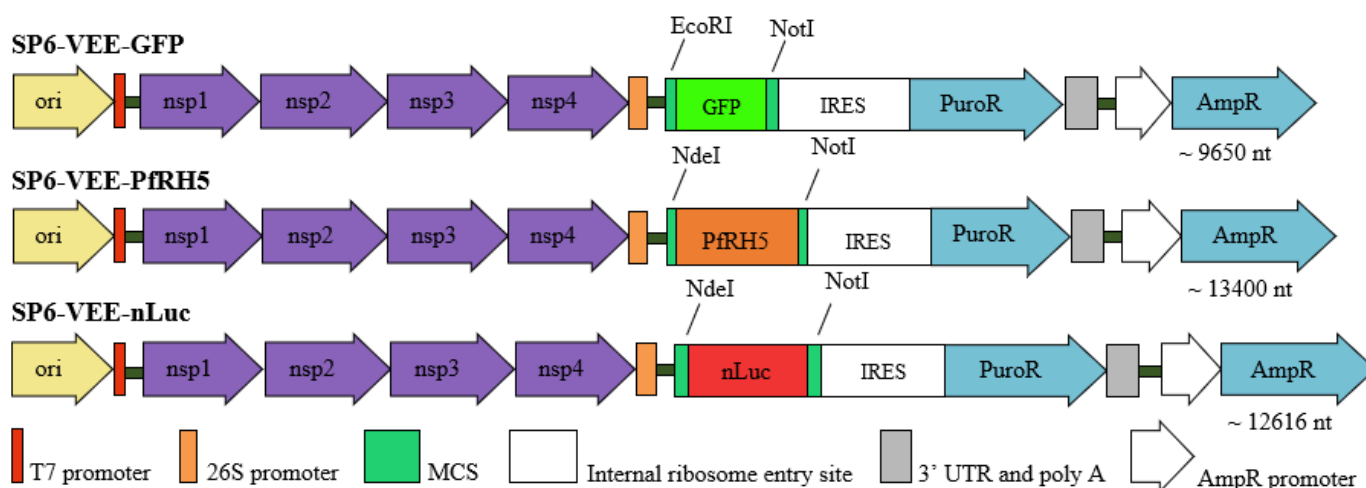 EcoRI NotI
SP6-VEE-GFP
ori nsp1 nsp2 nsp3 nsp4 GFP IRES PuroR AmpR
~ 9650 nt
NdeI NotI
SP6-VEE-PfRH5
ori nsp1 nsp2 nsp3 nsp4 PfRH5 IRES PuroR AmpR
~ 13400 nt
NdeI NotI
SP6-VEE-nLuc
ori nsp1 nsp2 nsp3 nsp4 nLuc IRES PuroR AmpR
~ 12616 nt
T7 promoter 26S promoter MCS Internal ribosome entry site 3' UTR and poly A AmpR promoter